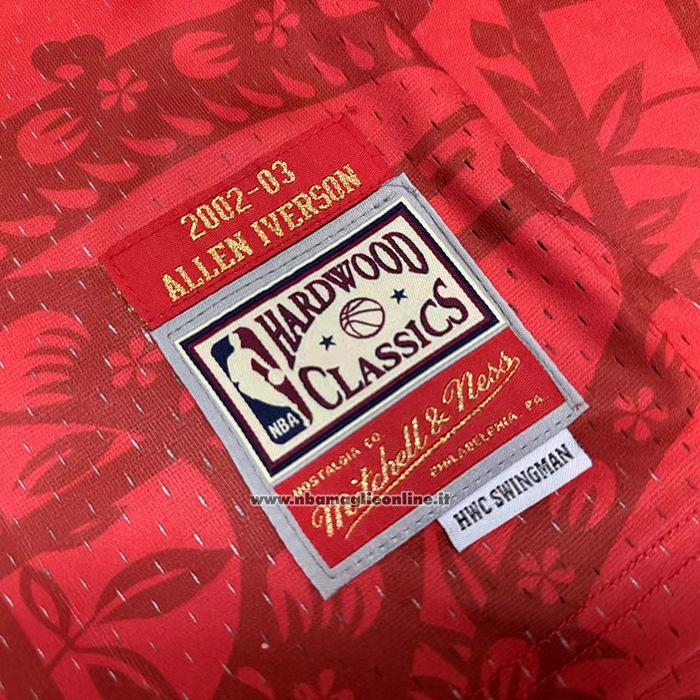 2002-03
ALLEN IVERSON
HARDWOOD
CLASSICS
NBA
NOSTALGIA CO.
Mitchell & Ness
PHILADELPHIA, PA.
HWC SWINGMAN
www.nbamaglieonline.it